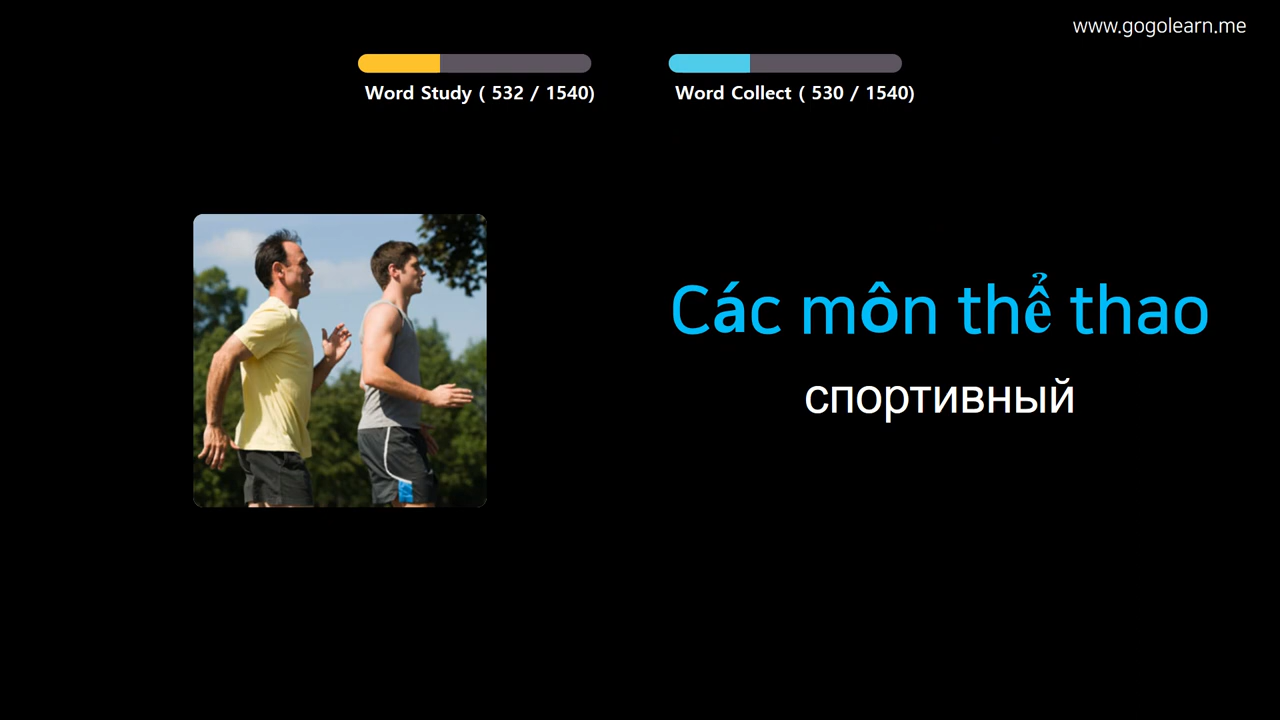 www.gogolearn.me
Word Study ( 532 / 1540)
Word Collect ( 530 / 1540)
Các môn thể thao
спортивный